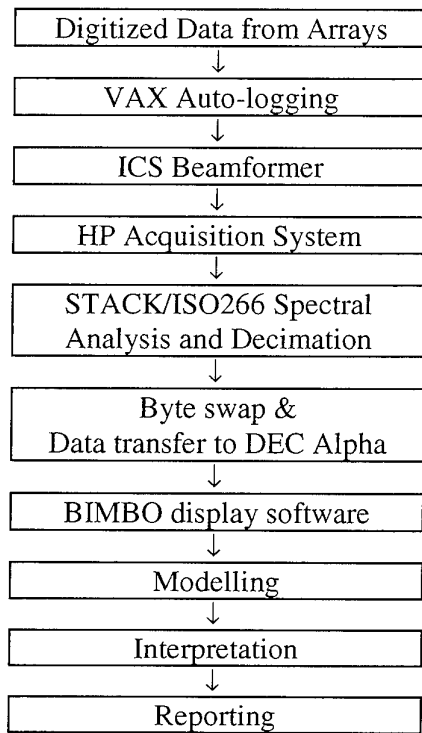 Digitized Data from Arrays
↓
VAX Auto-logging
↓
ICS Beamformer
↓
HP Acquisition System
↓
STACK/ISO266 Spectral
Analysis and Decimation
↓
Byte swap &
Data transfer to DEC Alpha
↓
BIMBO display software
↓
Modelling
↓
Interpretation
↓
Reporting